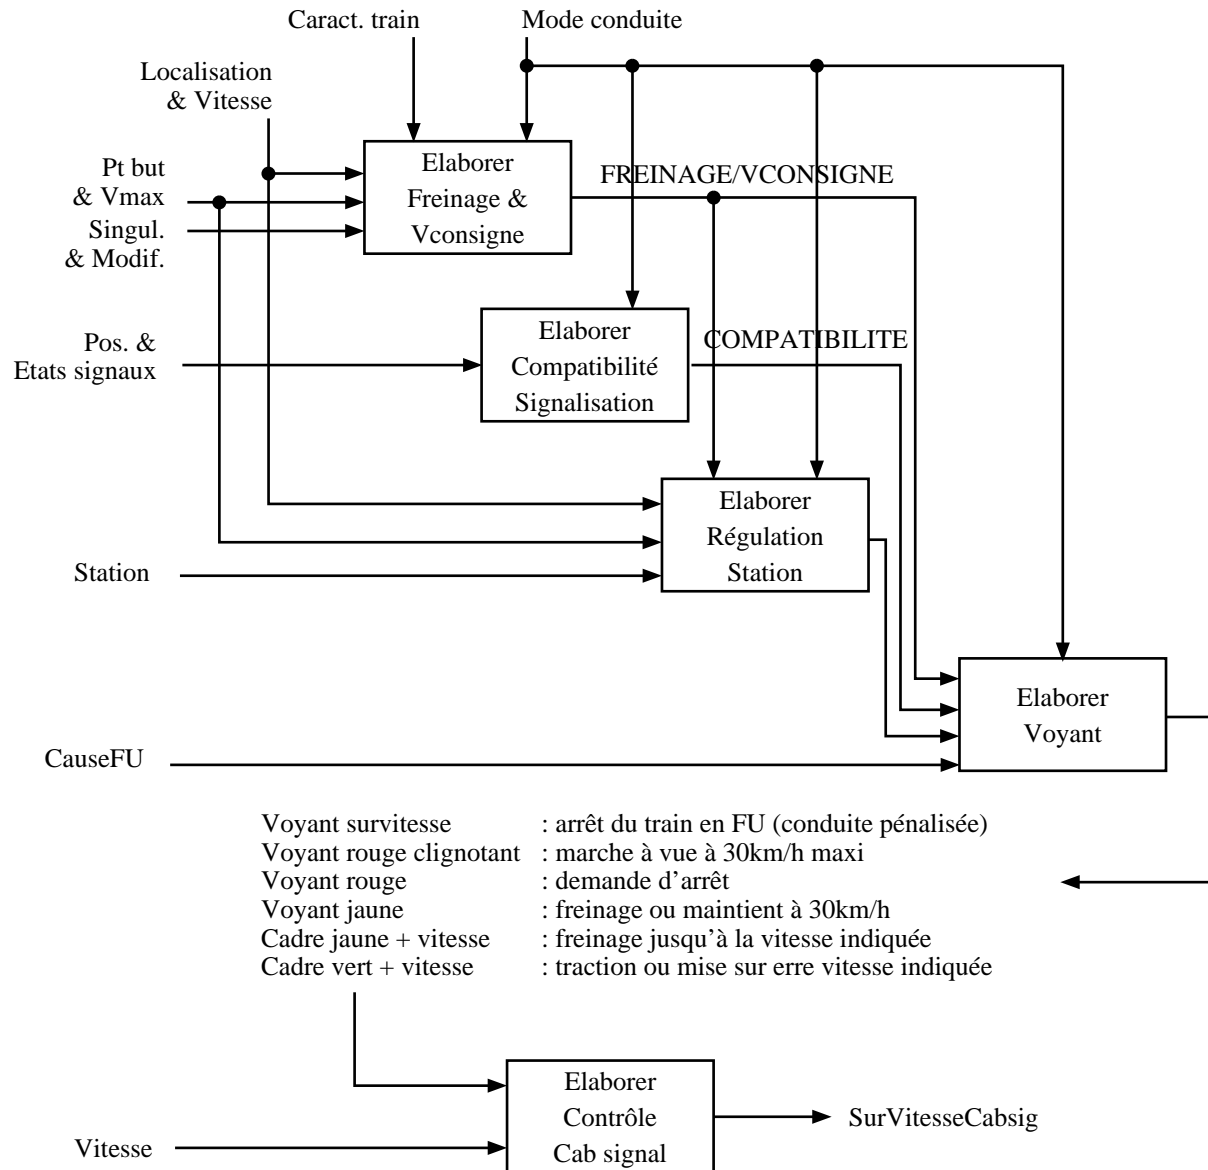 Caract. train
Mode conduite
Localisation
& Vitesse
Pt but
& Vmax
Singul.
& Modif.
Elaborer
Freinage &
Vconsigne
FREINAGE/VCONSIGNE
Pos. &
Etats signaux
Elaborer
Compatibilité
Signalisation
COMPATIBILITE
Elaborer
Régulation
Station
Station
Elaborer
Voyant
CauseFU
Voyant survitesse : arrêt du train en FU (conduite pénalisée)
Voyant rouge clignotant : marche à vue à 30km/h maxi
Voyant rouge : demande d'arrêt
Voyant jaune : freinage ou maintient à 30km/h
Cadre jaune + vitesse : freinage jusqu'à la vitesse indiquée
Cadre vert + vitesse : traction ou mise sur erre vitesse indiquée
Elaborer
Contrôle
Cab signal
SurVitesseCabsig
Vitesse